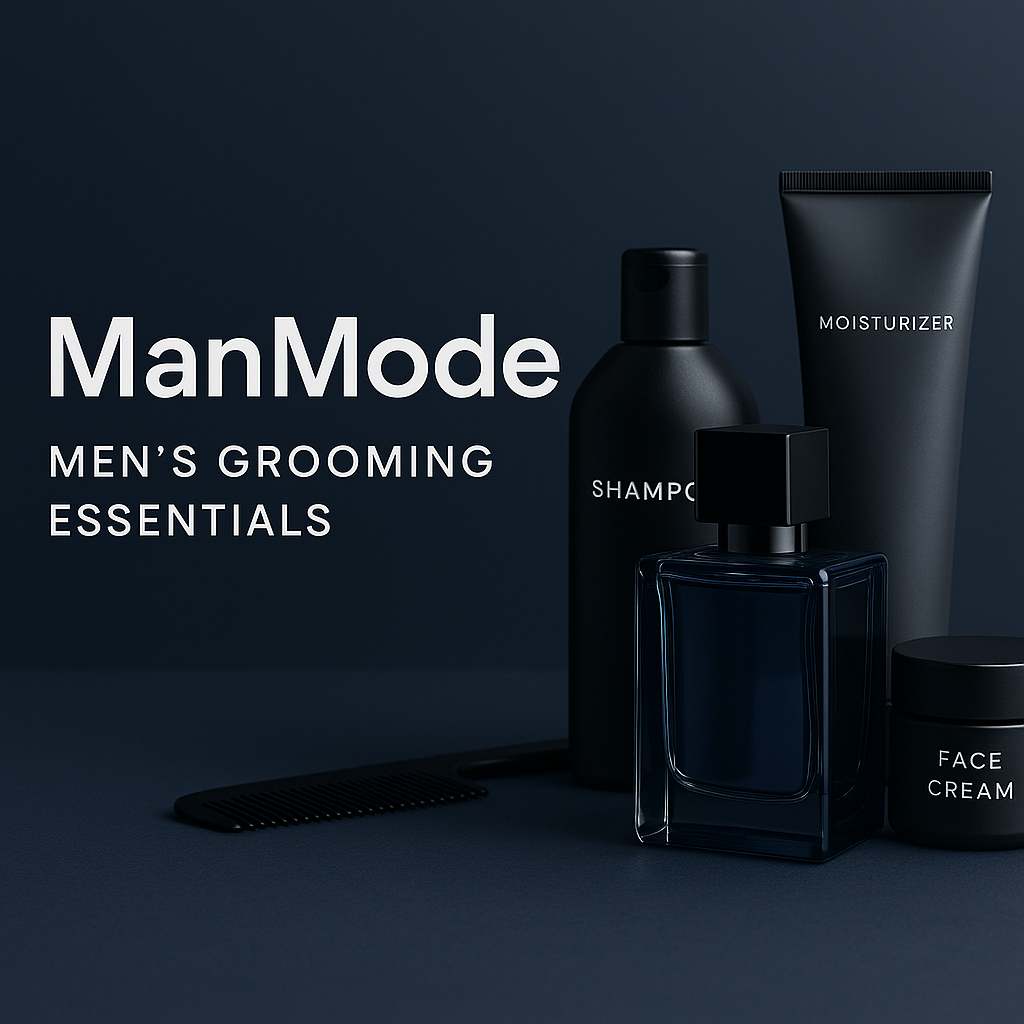 ManMode
MEN’S GROOMING
ESSENTIALS
MOISTURIZER
SHAMPO
FACE
CREAM